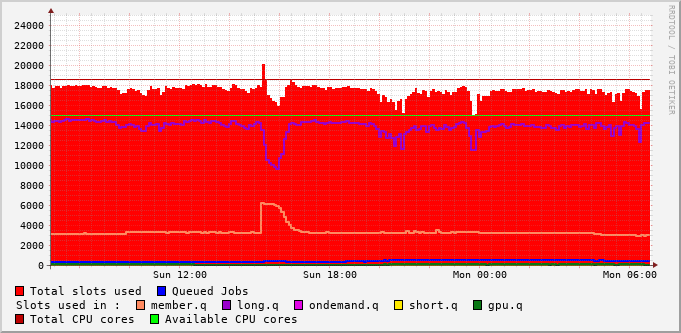 24000
22000
20000
18000
16000
14000
12000
10000
8000
6000
4000
2000
0
Sun 12:00 Sun 18:00 Mon 00:00 Mon 06:00
RRDTOOL / TOBI OETIKER
Total slots used Queued Jobs
Slots used in : member.q long.q ondemand.q short.q gpu.q
Total CPU cores Available CPU cores